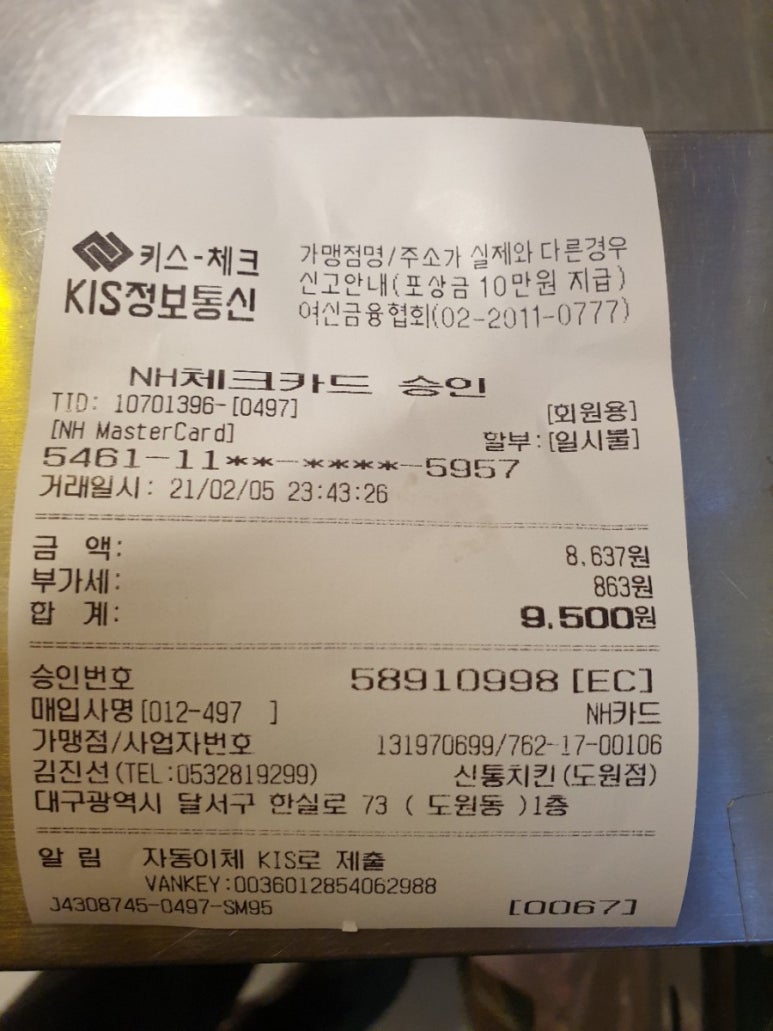 키스-체크
KIS정보통신
가맹점명/주소가 실제와 다른경우
신고안내(포상금 10만원 지급)
여신금융협회(02-2011-0777)
NH체크카드 승인
TID: 10701396-[0497]
[회원용]
[NH MasterCard]
할부:[일시불]
5461-11**-****-5957
거래일시: 21/02/05 23:43:26
금 액: 8,637원
부가세: 863원
합 계: 9,500원
승인번호 58910998[EC]
매입사명[012-497 ] NH카드
가맹점/사업자번호 131970699/762-17-00106
김진선(TEL:0532819299) 신통치킨(도원점)
대구광역시 달서구 한실로 73 ( 도원동 )1층
알 림 자동이체 KIS로 제출
VANKEY:0036012854062988
J4308745-0497-SM95 [0067]